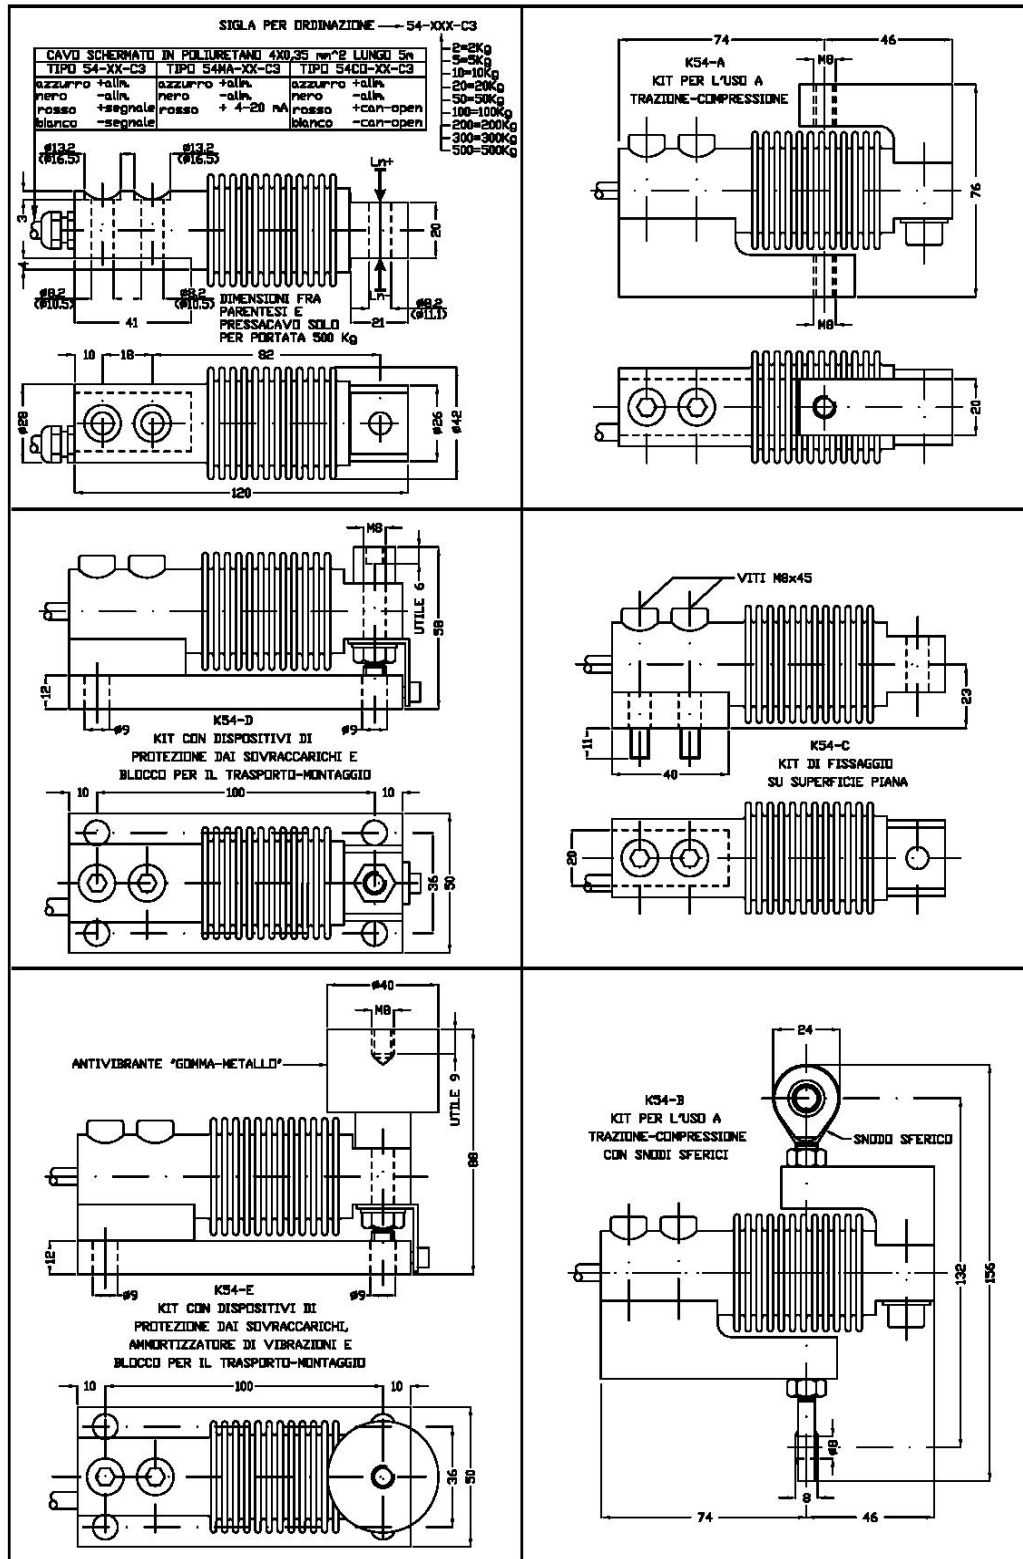 SIGLA PER ORDINAZIONE 54-XXX-C3
2=2Kg
5=5Kg
10=10Kg
20=20Kg
50=50Kg
100=100Kg
200=200Kg
300=300Kg
500=500Kg
CAVO SCHERMATO IN POLIURETANO 4X0,35 mm^2 LUNGO 5m
TIPO 54-XX-C3 TIPO 54MA-XX-C3 TIPO 54CO-XX-C3
azzurro +alim. azzurro +alim. azzurro +alim.
nero -alim. nero -alim. nero -alim.
rosso +segnale rosso + 4-20 mA rosso +can-open
bianco -segnale bianco -can-open
ø13.2 ø13.2
(ø16.5) (ø16.5)
Ln+
3
20
4
Ln-
ø8.2 ø8.2 ø8.2
(ø10.5) (ø10.5) (ø11.1)
41
21
DIMENSIONI FRA
PARENTESI E
PRESSACAVO SOLO
PER PORTATA 500 Kg
10 18 82
ø28
ø26
ø42
120
74 46
M8
K54-A
KIT PER L'USO A
TRAZIONE-COMPRESSIONE
76
M8
20
M8
UTILE 6
58
12
ø9 ø9
K54-D
KIT CON DISPOSITIVI DI
PROTEZIONE DAI SOVRACCARICHI E
BLOCCO PER IL TRASPORTO-MONTAGGIO
10 100 10
36
50
VITI M8x45
23
11
40
K54-C
KIT DI FISSAGGIO
SU SUPERFICIE PIANA
20
ø40
M8
ANTIVIBRANTE "GOMMA-METALLO"
UTILE 9
88
12
ø9 ø9
K54-E
KIT CON DISPOSITIVI DI
PROTEZIONE DAI SOVRACCARICHI,
AMMORTIZZATORE DI VIBRAZIONI E
BLOCCO PER IL TRASPORTO-MONTAGGIO
10 100 10
36
50
24
K54-B
KIT PER L'USO A
TRAZIONE-COMPRESSIONE
CON SNODI SFERICI
SNODO SFERICO
132
156
ø8
8
74 46